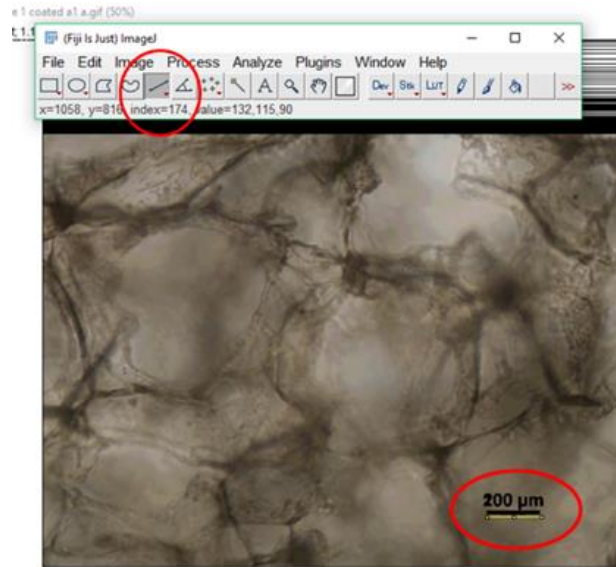 e 1 coated a1 a.gif (50%)
(Fiji Is Just) ImageJ
File Edit Image Process Analyze Plugins Window Help
A Dev Stk LUT >>
x=1058, y=816, index=174, value=132,115,90
200 µm